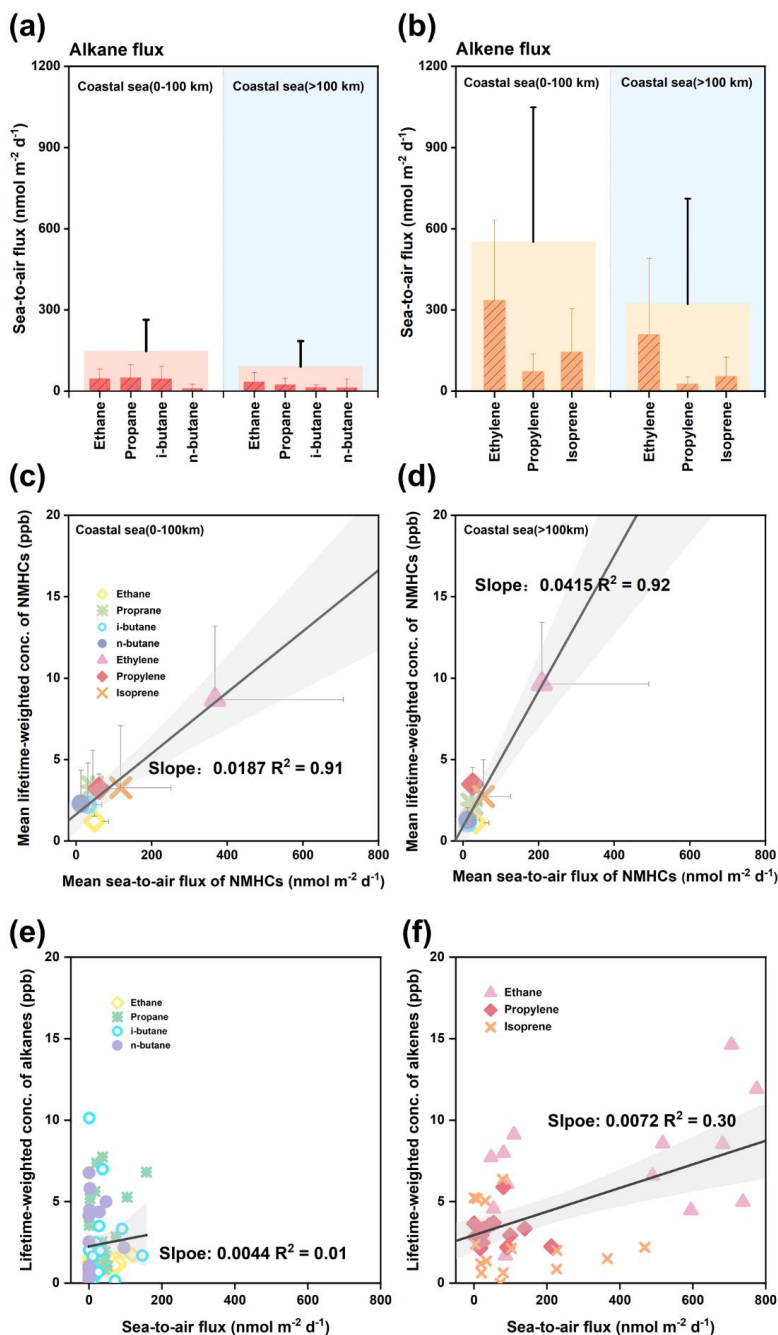 (a)
Alkane flux
Sea-to-air flux (nmol m⁻² d⁻¹)
1200
900
600
300
0
Coastal sea(0-100 km)
Coastal sea(>100 km)
Ethane
Propane
i-butane
n-butane
Ethane
Propane
i-butane
n-butane
(b)
Alkene flux
Sea-to-air flux (nmol m⁻² d⁻¹)
1200
900
600
300
0
Coastal sea(0-100 km)
Coastal sea(>100 km)
Ethylene
Propylene
Isoprene
Ethylene
Propylene
Isoprene
(c)
Mean lifetime-weighted conc. of NMHCs (ppb)
20
15
10
5
0
Coastal sea(0-100km)
Ethane
Proprane
i-butane
n-butane
Ethylene
Propylene
Isoprene
Slope: 0.0187 R² = 0.91
0 200 400 600 800
Mean sea-to-air flux of NMHCs (nmol m⁻² d⁻¹)
(d)
Mean lifetime-weighted conc. of NMHCs (ppb)
20
15
10
5
0
Coastal sea(>100km)
Slope: 0.0415 R² = 0.92
0 200 400 600 800
Mean sea-to-air flux of NMHCs (nmol m⁻² d⁻¹)
(e)
Lifetime-weighted conc. of alkanes (ppb)
20
15
10
5
0
Ethane
Propane
i-butane
n-butane
Slpoe: 0.0044 R² = 0.01
0 200 400 600 800
Sea-to-air flux (nmol m⁻² d⁻¹)
(f)
Lifetime-weighted conc. of alkenes (ppb)
20
15
10
5
0
Ethane
Propylene
Isoprene
Slpoe: 0.0072 R² = 0.30
0 200 400 600 800
Sea-to-air flux (nmol m⁻² d⁻¹)